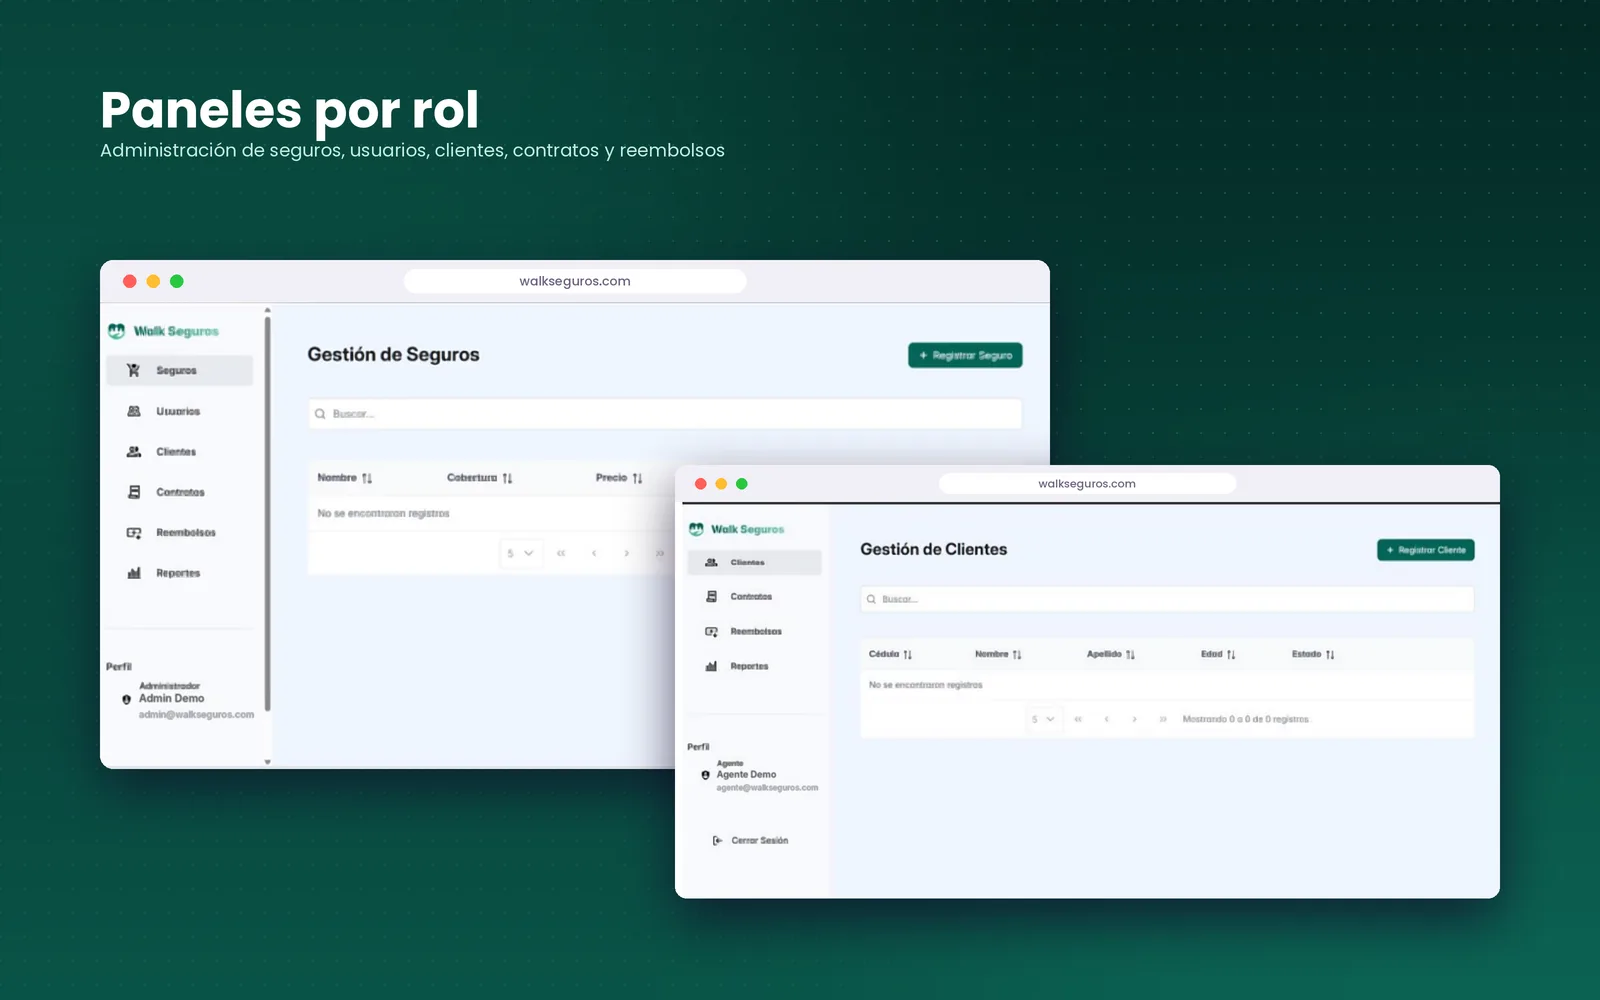 Paneles por rol
Administración de seguros, usuarios, clientes, contratos y reembolsos
walkseguros.com
Walk Seguros
Seguros
Usuarios
Clientes
Contratos
Reembolsos
Reportes
Perfil
Administrador
Admin Demo
admin@walkseguros.com
Gestión de Seguros
+ Registrar Seguro
Buscar...
Nombre Cobertura Precio
No se encontraron registros
5 « ‹ › »
walkseguros.com
Walk Seguros
Clientes
Contratos
Reembolsos
Reportes
Perfil
Agente
Agente Demo
agente@walkseguros.com
Cerrar Sesión
Gestión de Clientes
+ Registrar Cliente
Buscar...
Cédula Nombre Apellido Edad Estado
No se encontraron registros
5 « ‹ › » Mostrando 0 a 0 de 0 registros